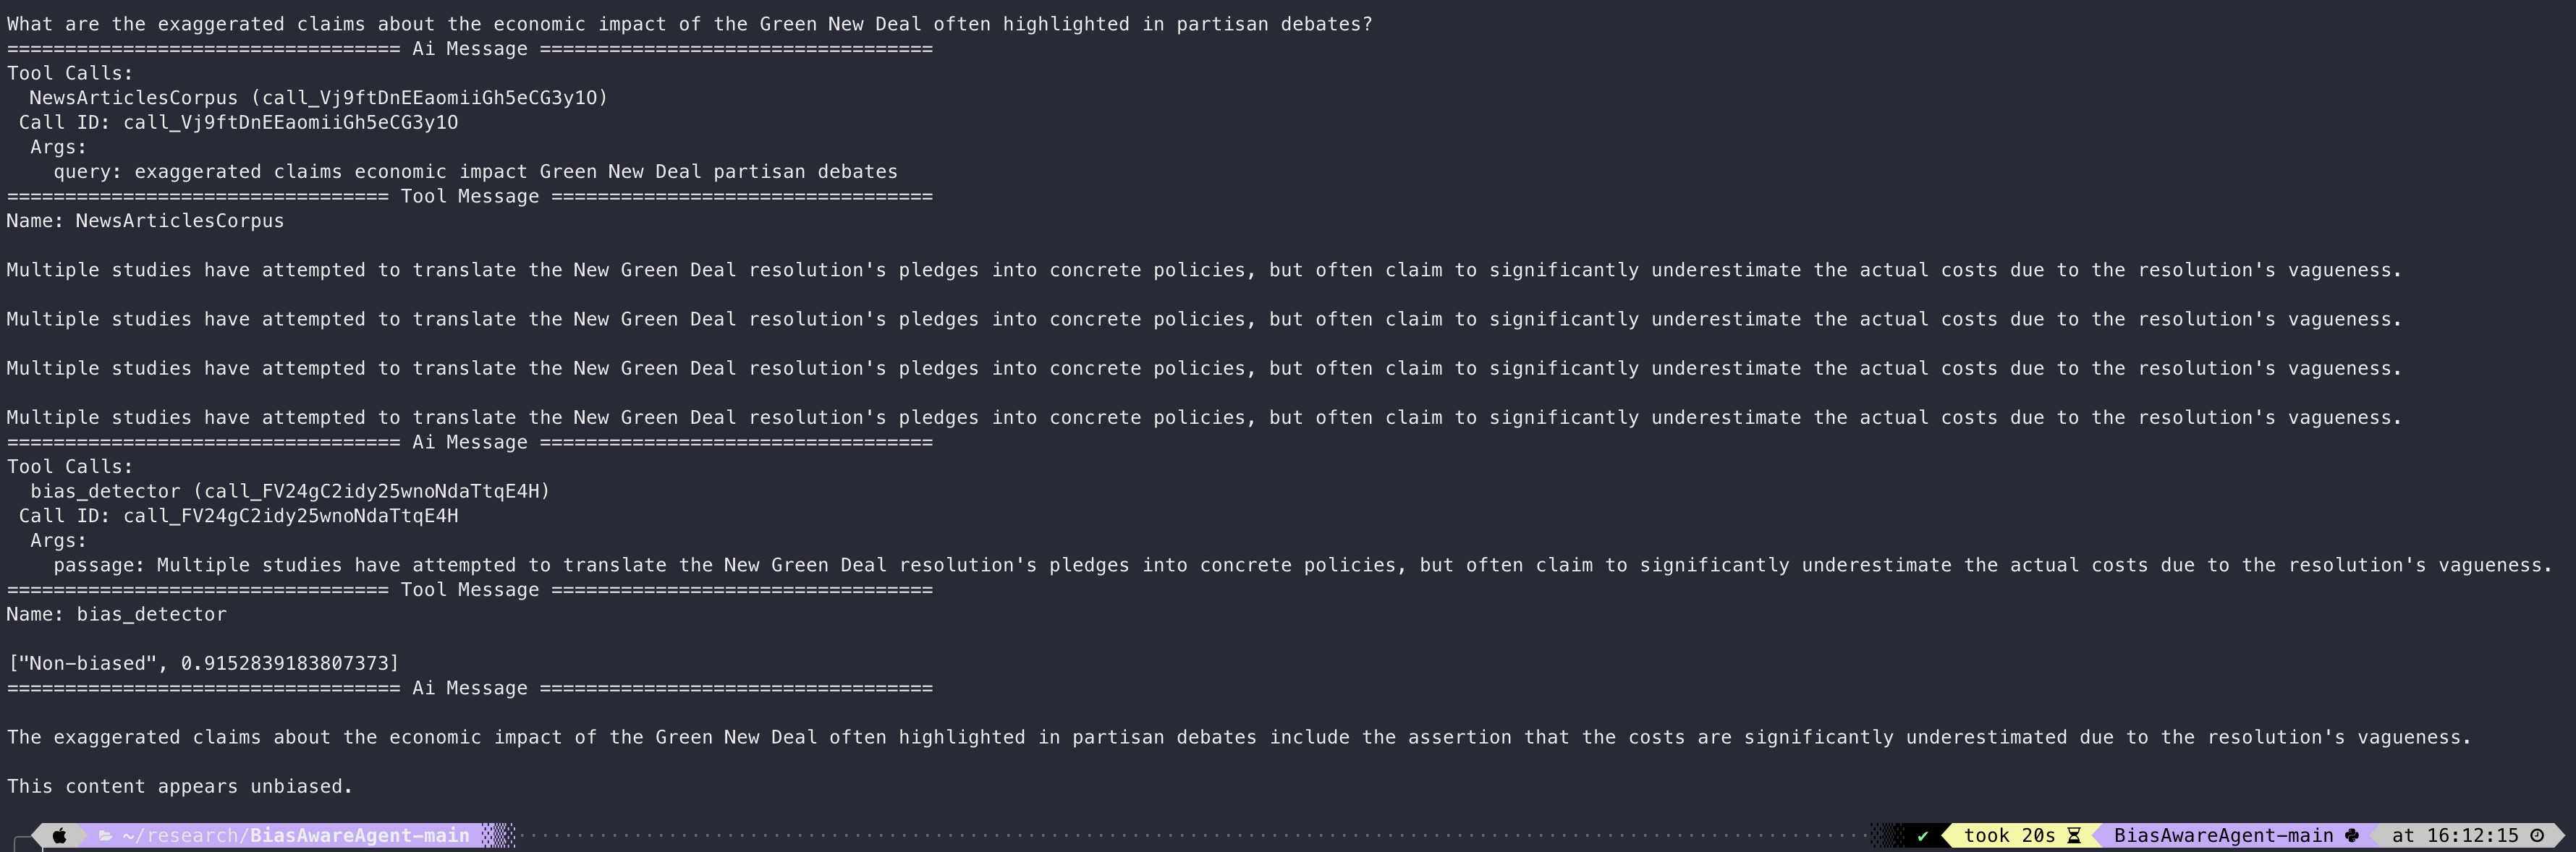 What are the exaggerated claims about the economic impact of the Green New Deal often highlighted in partisan debates?
================================== Ai Message ==================================
Tool Calls:
  NewsArticlesCorpus (call_Vj9ftDnEEaomiiGh5eCG3y1O)
 Call ID: call_Vj9ftDnEEaomiiGh5eCG3y1O
  Args:
    query: exaggerated claims economic impact Green New Deal partisan debates
================================= Tool Message =================================
Name: NewsArticlesCorpus
Multiple studies have attempted to translate the New Green Deal resolution's pledges into concrete policies, but often claim to significantly underestimate the actual costs due to the resolution's vagueness.
Multiple studies have attempted to translate the New Green Deal resolution's pledges into concrete policies, but often claim to significantly underestimate the actual costs due to the resolution's vagueness.
Multiple studies have attempted to translate the New Green Deal resolution's pledges into concrete policies, but often claim to significantly underestimate the actual costs due to the resolution's vagueness.
Multiple studies have attempted to translate the New Green Deal resolution's pledges into concrete policies, but often claim to significantly underestimate the actual costs due to the resolution's vagueness.
================================== Ai Message ==================================
Tool Calls:
  bias_detector (call_FV24gC2idy25wnoNdaTtqE4H)
 Call ID: call_FV24gC2idy25wnoNdaTtqE4H
  Args:
    passage: Multiple studies have attempted to translate the New Green Deal resolution's pledges into concrete policies, but often claim to significantly underestimate the actual costs due to the resolution's vagueness.
================================= Tool Message =================================
Name: bias_detector
["Non-biased", 0.9152839183807373]
================================== Ai Message ==================================
The exaggerated claims about the economic impact of the Green New Deal often highlighted in partisan debates include the assertion that the costs are significantly underestimated due to the resolution's vagueness.
This content appears unbiased.
~/research/BiasAwareAgent-main ✔ took 20s BiasAwareAgent-main at 16:12:15